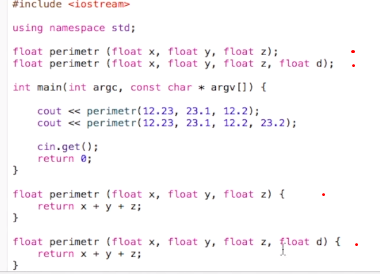 #include <iostream>
using namespace std;
float perimetr (float x, float y, float z);
float perimetr (float x, float y, float z, float d);
int main(int argc, const char * argv[]) {
cout << perimetr(12.23, 23.1, 12.2);
cout << perimetr(12.23, 23.1, 12.2, 23.2);
cin.get();
return 0;
}
float perimetr (float x, float y, float z) {
return x + y + z;
}
float perimetr (float x, float y, float z, float d) {
return x + y + z;
}